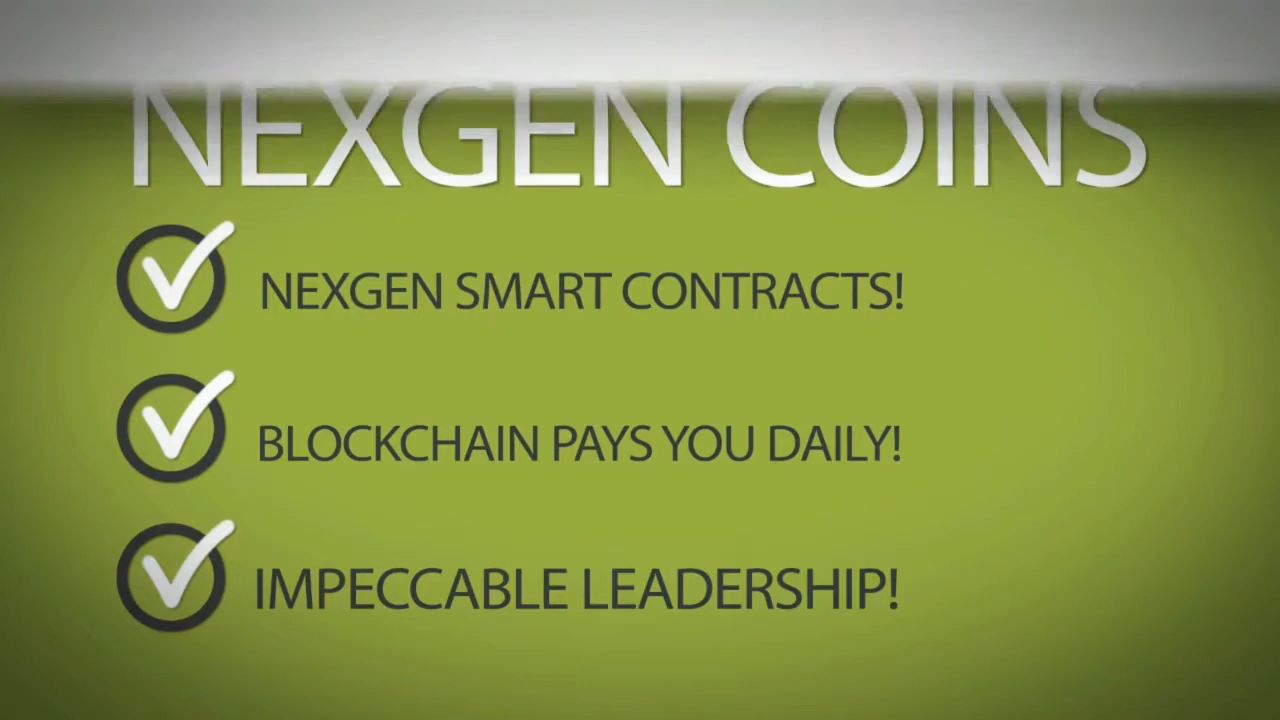 NEXGEN COINS
NEXGEN SMART CONTRACTS!
BLOCKCHAIN PAYS YOU DAILY!
IMPECCABLE LEADERSHIP!